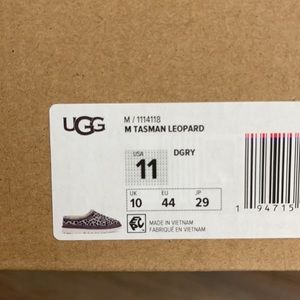 UGG
M / 1114118
M TASMAN LEOPARD
USA
11
DGRY
UK EU JP
10 44 29
MADE IN VIETNAM
FABRIQUÉ EN VIETNAM
1 94715